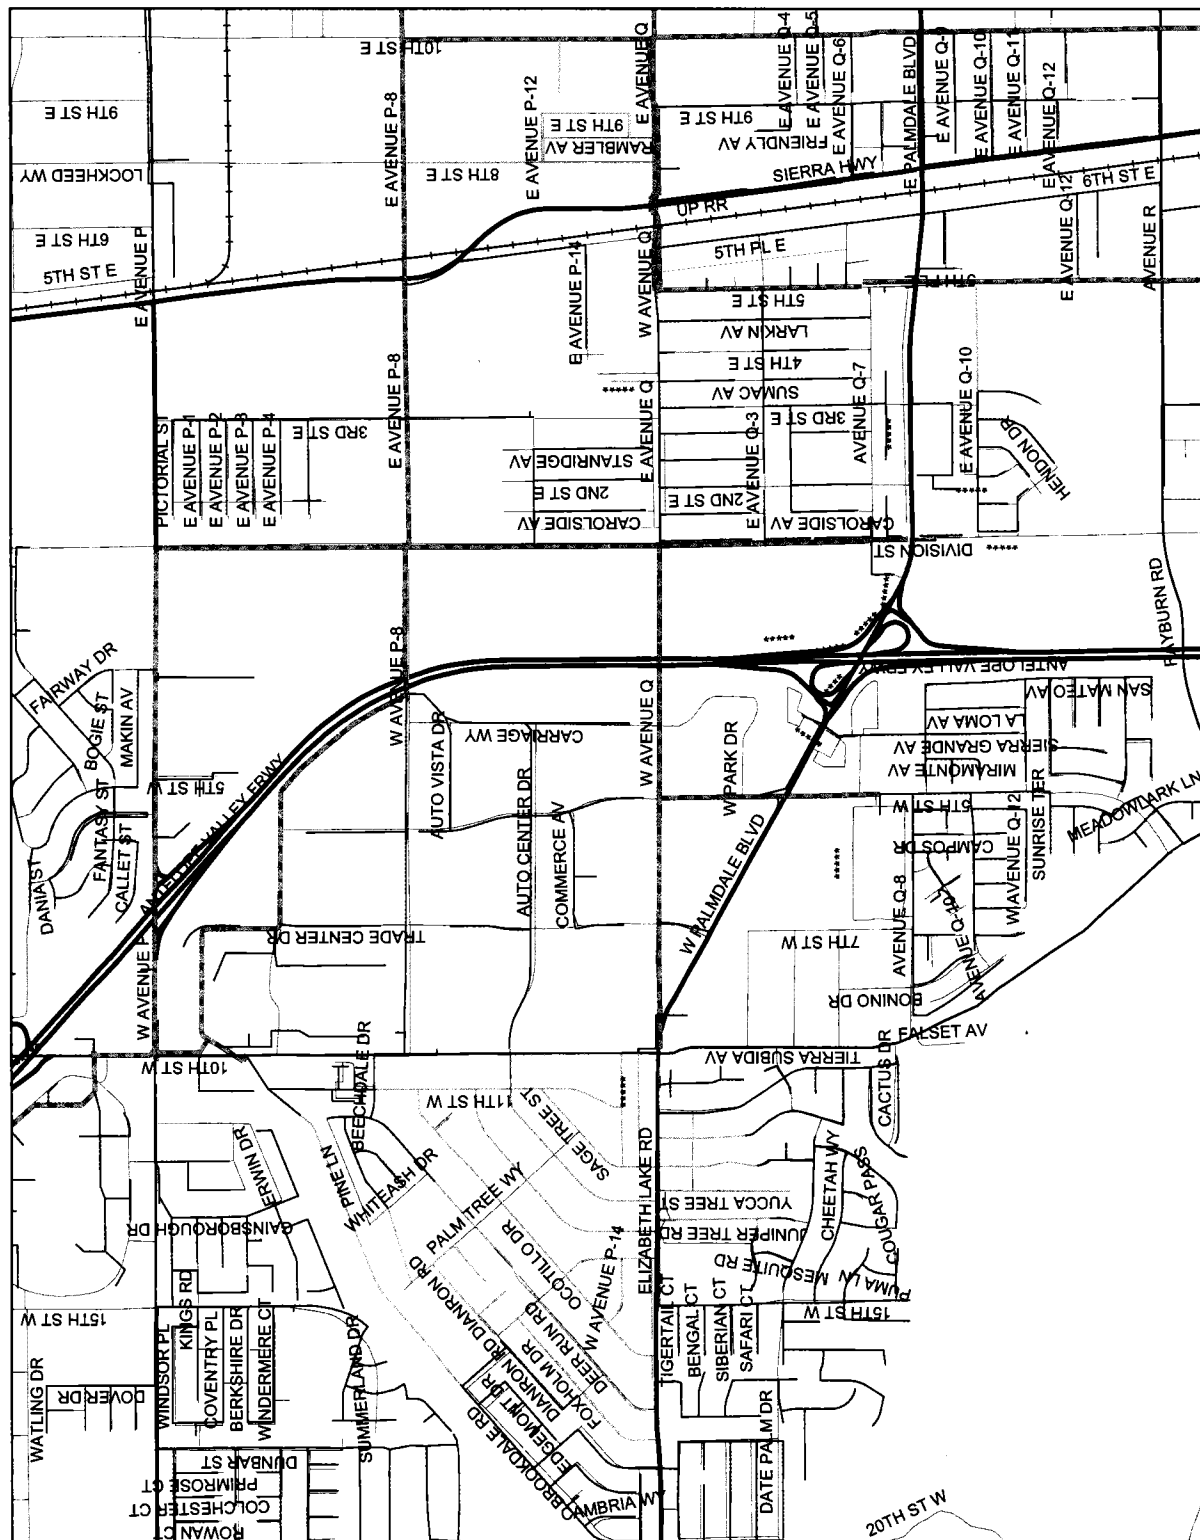 10TH ST E
9TH ST E
LOCKHEED WY
6TH ST E
5TH ST E
E AVENUE P
E AVENUE P-8
8TH ST E
E AVENUE P-12
9TH ST E
RAMBLER AV
E AVENUE Q
9TH ST E
FRIENDLY AV
E AVENUE Q-4
E AVENUE Q-5
E AVENUE Q-6
E PALMDALE BLVD
E AVENUE Q-9
E AVENUE Q-10
E AVENUE Q-11
E AVENUE Q-12
SIERRA HWY
UP RR
6TH ST E
5TH PL E
W AVENUE Q
E AVENUE P-14
5TH ST E
LARKIN AV
4TH ST E
SUMAC AV
3RD ST E
AVENUE Q-7
E AVENUE Q-3
E AVENUE Q-10
E AVENUE Q-12
AVENUE R
HENDON DR
E AVENUE P-8
3RD ST E
PICTORIAL ST
E AVENUE P-1
E AVENUE P-2
E AVENUE P-3
E AVENUE P-4
STANRIDGE AV
2ND ST E
CAROLSIDE AV
E AVENUE Q
2ND ST E
CAROLSIDE AV
CAROLSIDE AV
DIVISION ST
*****
*****
*****
*****
*****
*****
*****
*****
*****
*****
*****
RAYBURN RD
FAIRWAY DR
BOGIE ST
MAKIN AV
5TH ST W
FANTASY ST
CALLET ST
DANIA ST
ANTELOPE VALLEY FRWY
W AVENUE P-8
AUTO VISTA DR
CARRIAGE WY
W AVENUE Q
W PARK DR
ANTELOPE VALLEY FRWY
SAN MATEO AV
LA LOMA AV
SIERRA GRANDE AV
MIRAMONTE AV
5TH ST W
SUNRISE TER
MEADOWLARK LN
CAMPOS DR
W AVENUE Q-12
AVENUE Q-8
AUTO CENTER DR
COMMERCE AV
W PALMDALE BLVD
7TH ST W
BONINO DR
FALSET AV
W AVENUE P
TRADE CENTER DR
10TH ST W
BEECHDALE DR
11TH ST W
SAGE TREE ST
TIERRA SUBIDA AV
CACTUS DR
ERWIN DR
PINE LN
WHITEASH DR
PALM TREE WY
GAINSBOROUGH DR
OCOTILLO DR
ELIZABETH LAKE RD
YUCCA TREE ST
JUNIPER TREE RD
MESQUITE RD
CHEETAH WY
COUGAR PASS
PUMA LN
15TH ST W
15TH ST W
WATLING DR
DOVER DR
WINDSOR PL
KINGS RD
COVENTRY PL
BERKSHIRE DR
WINDERMERE CT
SUMMERLAND DR
DIANRON RD
DIANRON RD
DEER RUN RD
FOXHOLM DR
EDGEMONT DR
W AVENUE P-14
TIGERTAIL CT
BENGAL CT
SIBERIAN CT
SAFARI CT
DATE PALM DR
DUNBAR ST
PRIMROSE CT
COLCHESTER CT
ROWAN CT
BROOKDALE RD
CAMBRIA WY
20TH ST W